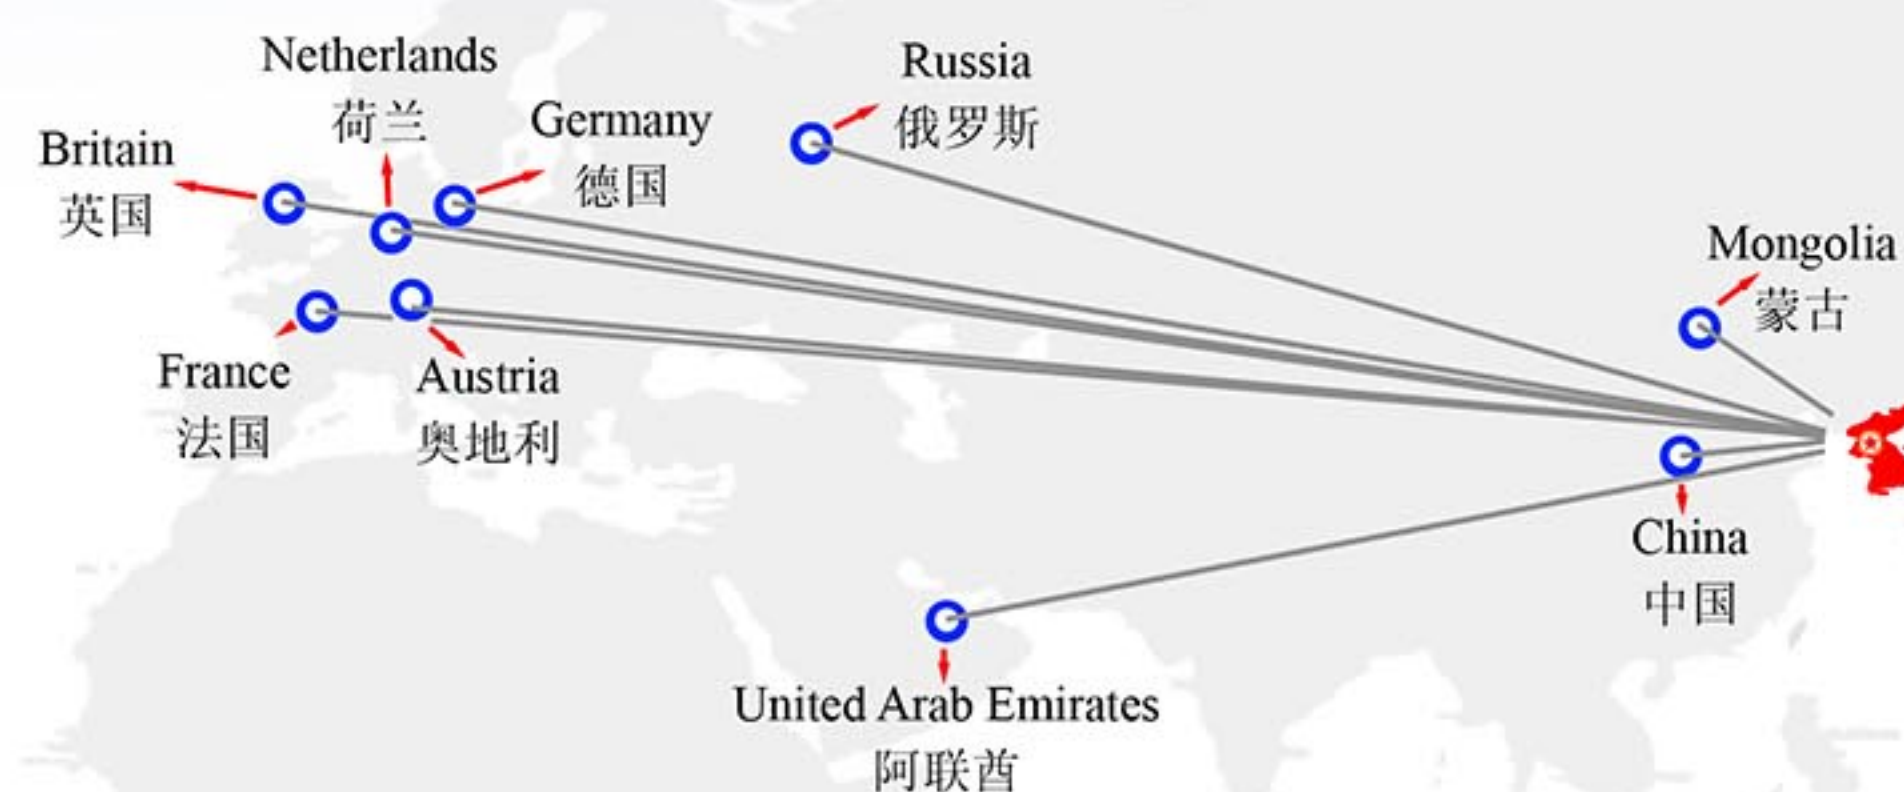 Netherlands
荷兰
Russia
俄罗斯
Germany
德国
Britain
英国
Mongolia
蒙古
France
法国
Austria
奥地利
China
中国
United Arab Emirates
阿联酋